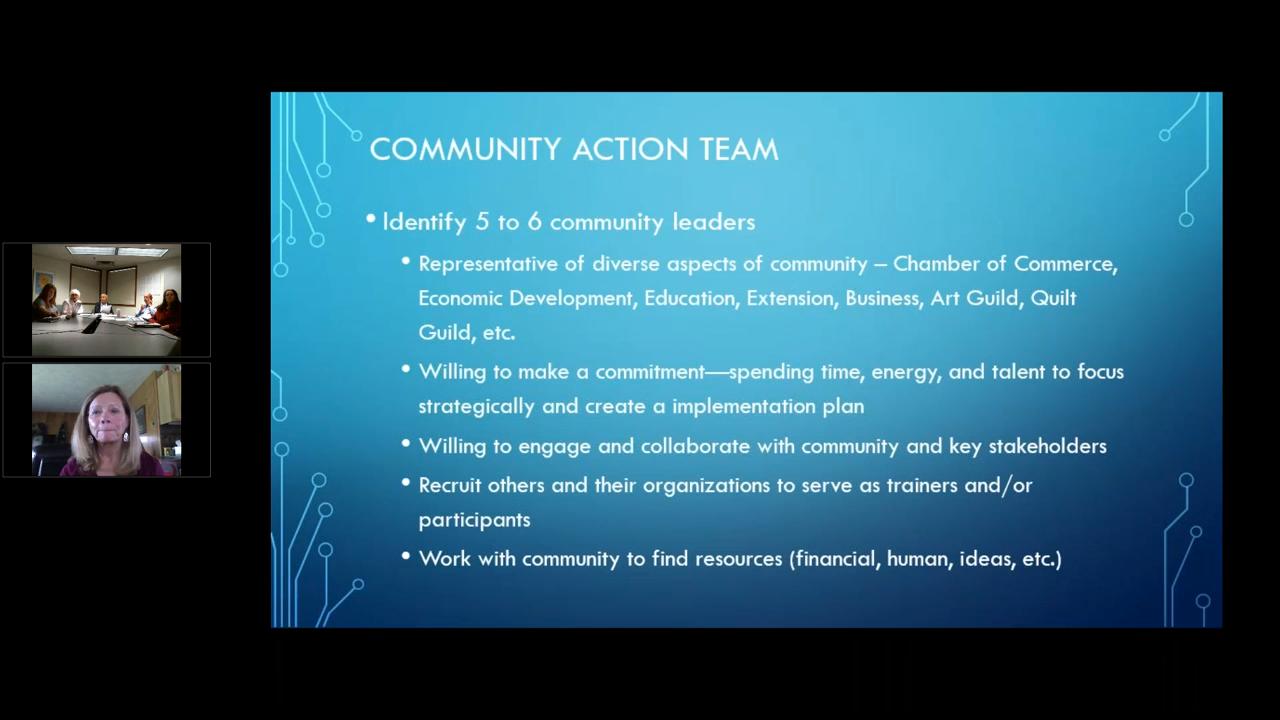 COMMUNITY ACTION TEAM
• Identify 5 to 6 community leaders
• Representative of diverse aspects of community – Chamber of Commerce,
Economic Development, Education, Extension, Business, Art Guild, Quilt
Guild, etc.
• Willing to make a commitment—spending time, energy, and talent to focus
strategically and create a implementation plan
• Willing to engage and collaborate with community and key stakeholders
• Recruit others and their organizations to serve as trainers and/or
participants
• Work with community to find resources (financial, human, ideas, etc.)